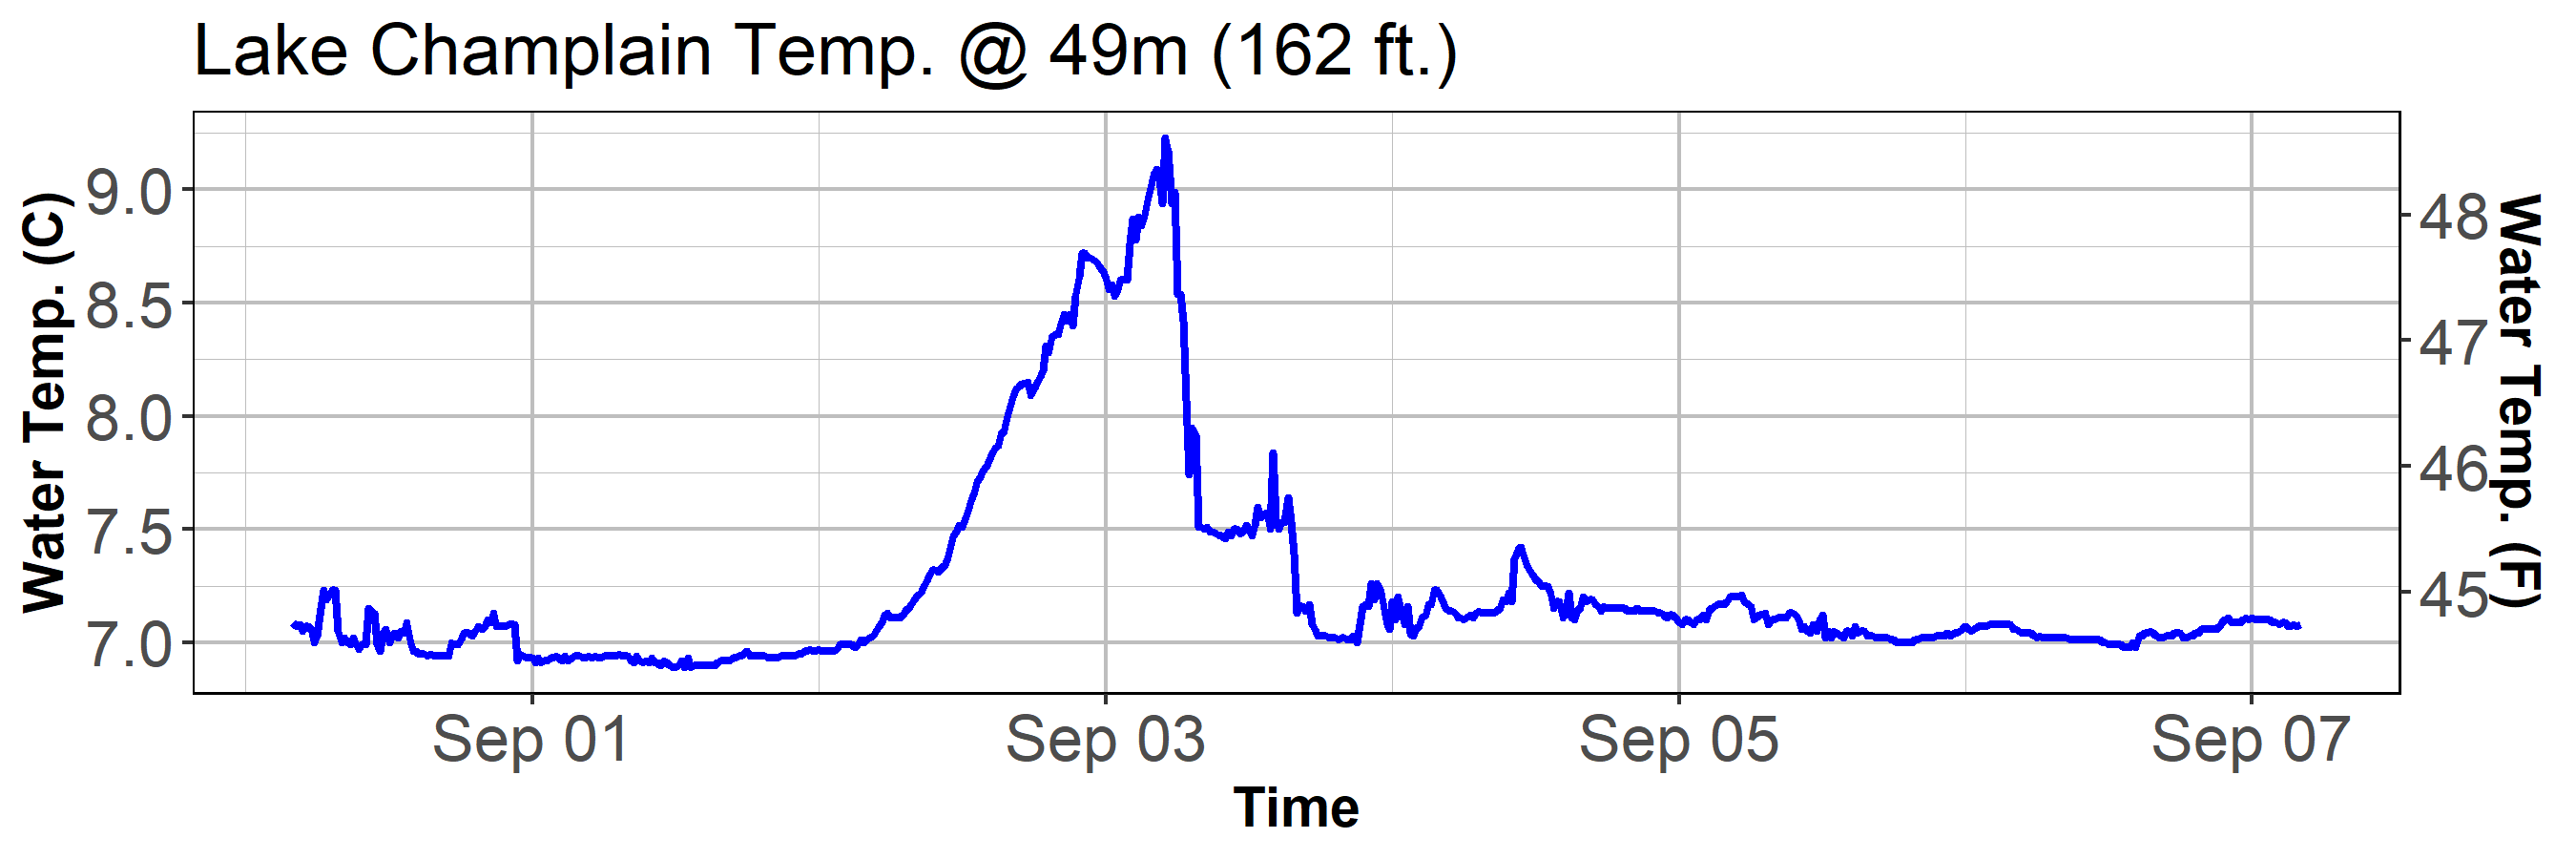 Lake Champlain Temp. @ 49m (162 ft.)
Water Temp. (C)
9.0
8.5
8.0
7.5
7.0
48
47
46
45
Water Temp. (F)
Sep 01 Sep 03 Sep 05 Sep 07
Time